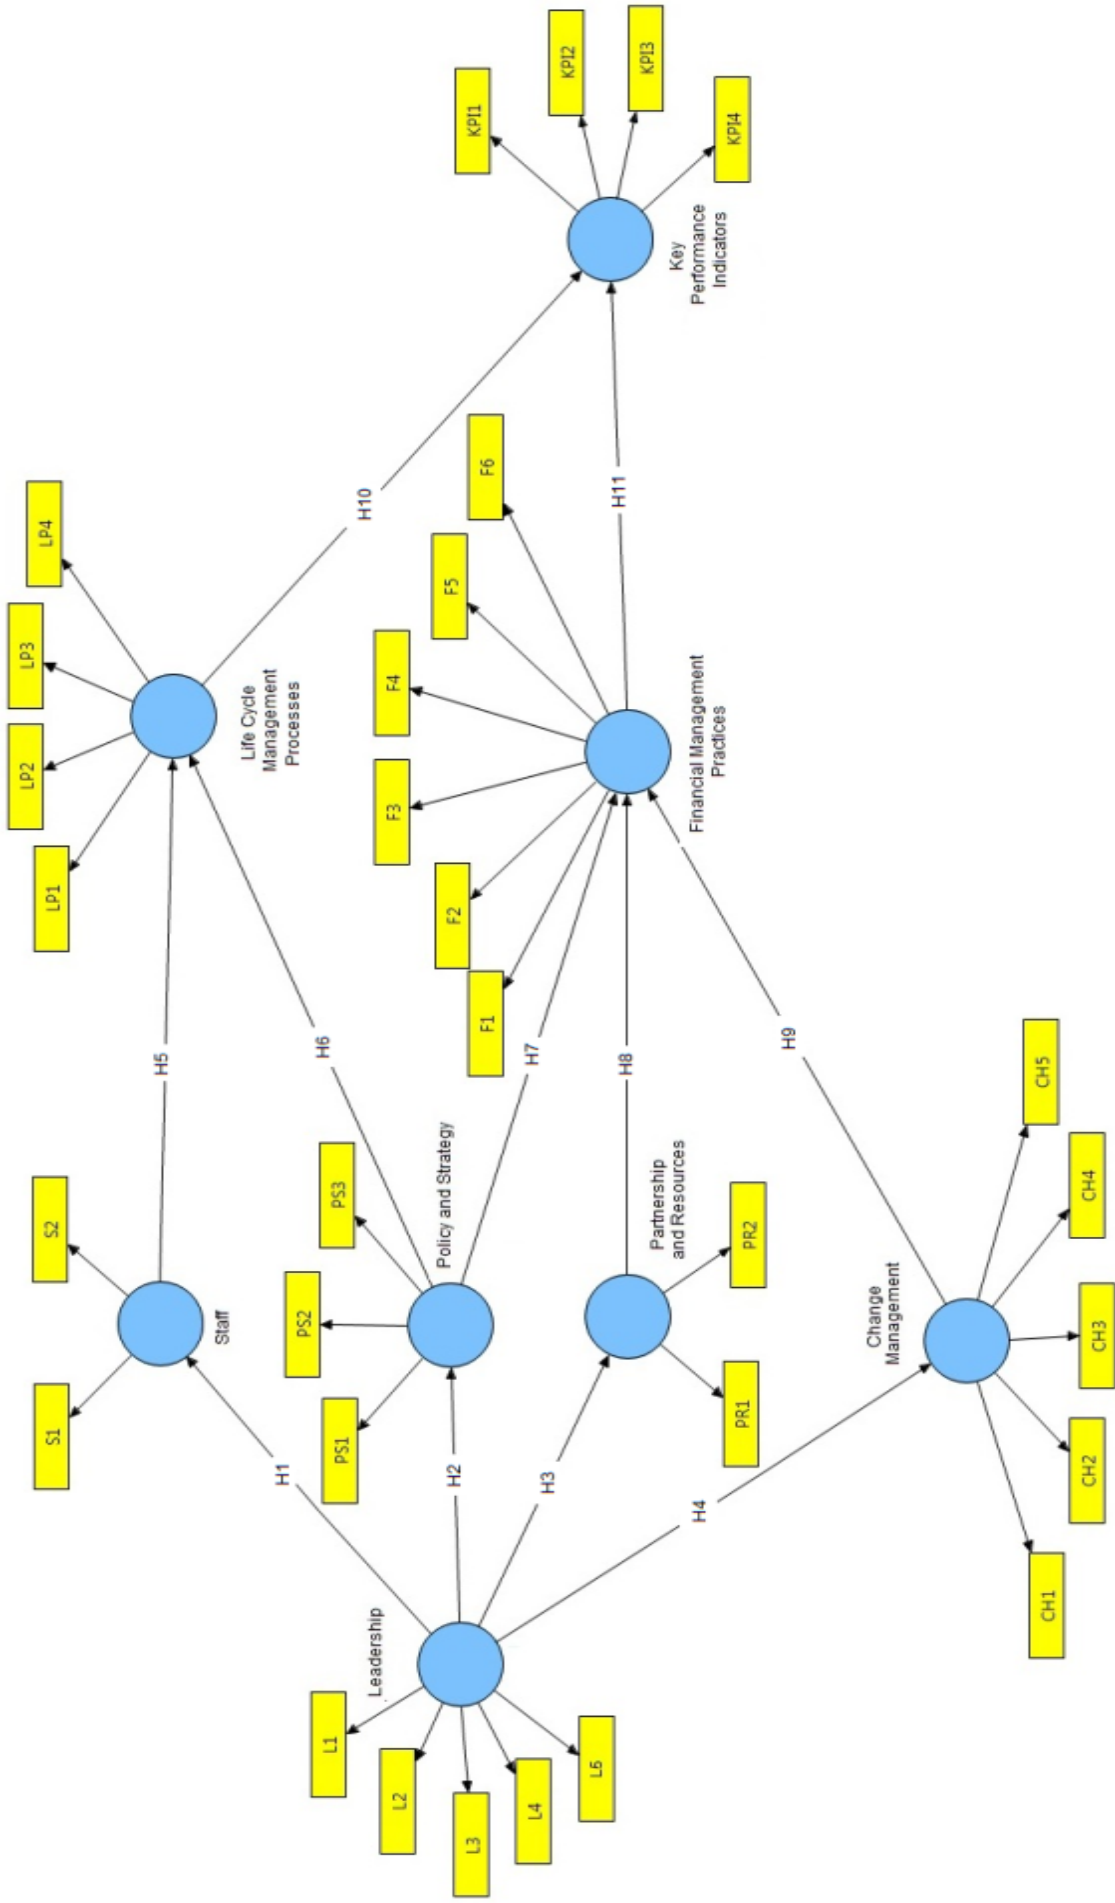 L1
L2
L3
L4
L6
Leadership
H1
H2
H3
H4
S1
S2
Staff
PS1
PS2
PS3
Policy and Strategy
PR1
PR2
Partnership
and Resources
CH1
CH2
CH3
CH4
CH5
Change
Management
H5
H6
H7
H8
H9
LP1
LP2
LP3
LP4
Life Cycle
Management
Processes
F1
F2
F3
F4
F5
F6
Financial Management
Practices
H10
H11
KPI1
KPI2
KPI3
KPI4
Key
Performance
Indicators